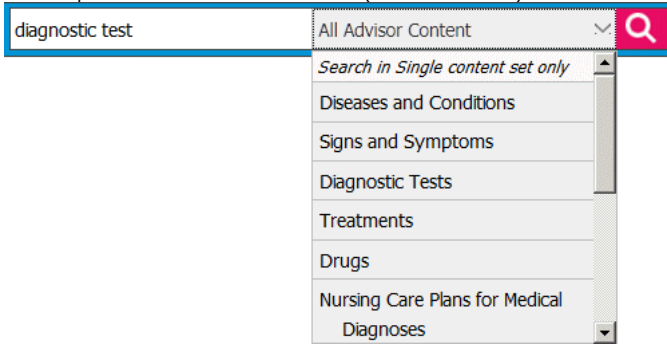 diagnostic test
All Advisor Content
Search in Single content set only
Diseases and Conditions
Signs and Symptoms
Diagnostic Tests
Treatments
Drugs
Nursing Care Plans for Medical
Diagnoses